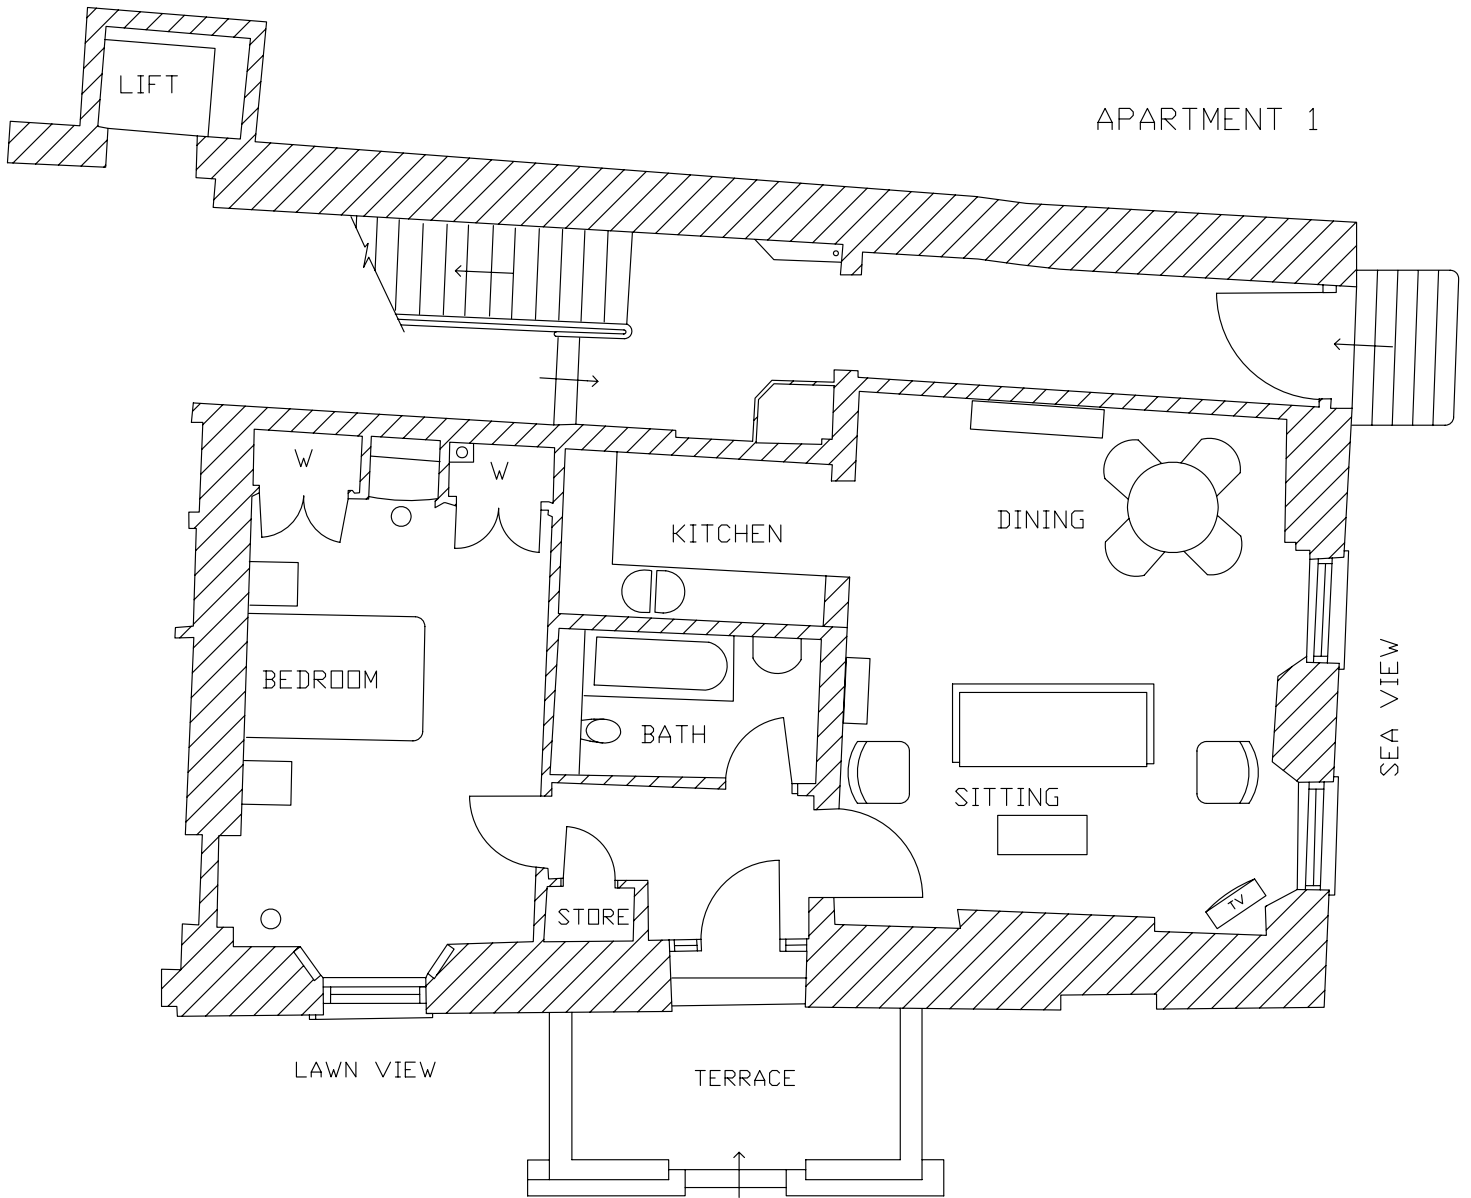 LIFT
APARTMENT 1
W
W
KITCHEN
DINING
BEDROOM
BATH
SEA VIEW
SITTING
STORE
TV
LAWN VIEW
TERRACE